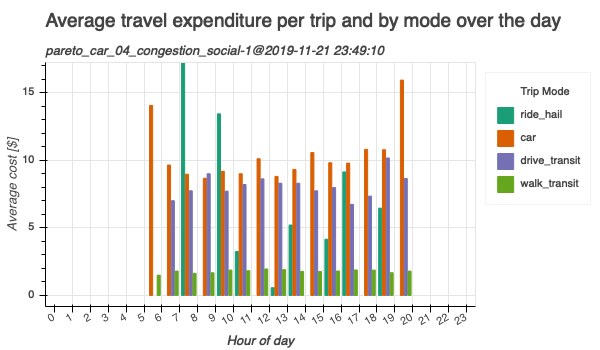 Average travel expenditure per trip and by mode over the day
pareto_car_04_congestion_social-1@2019-11-21 23:49:10
Trip Mode
ride_hail
car
drive_transit
walk_transit
Average cost [$]
15
10
5
0
0 1 2 3 4 5 6 7 8 9 10 11 12 13 14 15 16 17 18 19 20 21 22 23
Hour of day